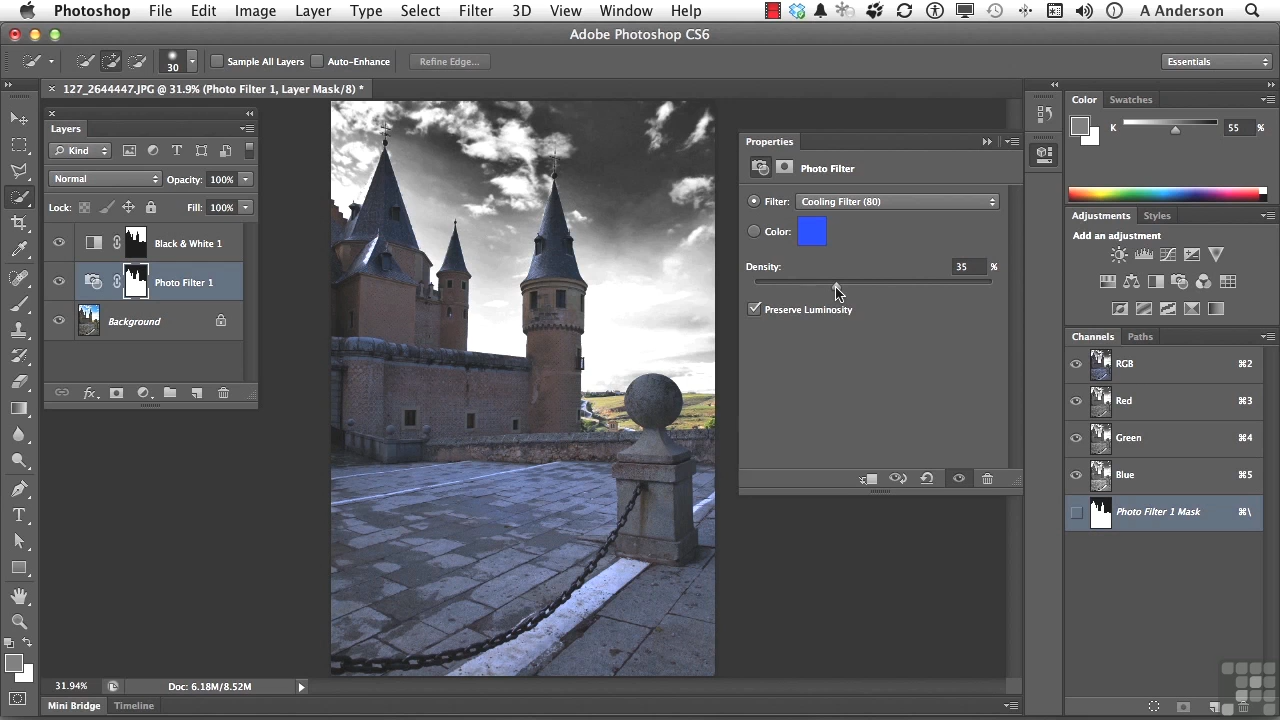 Photoshop File Edit Image Layer Type Select Filter 3D View Window Help A Anderson
Adobe Photoshop CS6
30 Sample All Layers Auto-Enhance Refine Edge... Essentials
127_2644447.JPG @ 31.9% (Photo Filter 1, Layer Mask/8) *
Layers
Kind
Normal Opacity: 100%
Lock: Fill: 100%
Black & White 1
Photo Filter 1
Background
fx
Properties
Photo Filter
Filter: Cooling Filter (80)
Color:
Density: 35 %
Preserve Luminosity
Color Swatches
K 55 %
Adjustments Styles
Add an adjustment
Channels Paths
RGB ⌘2
Red ⌘3
Green ⌘4
Blue ⌘5
Photo Filter 1 Mask ⌘\
31.94% Doc: 6.18M/8.52M
Mini Bridge Timeline